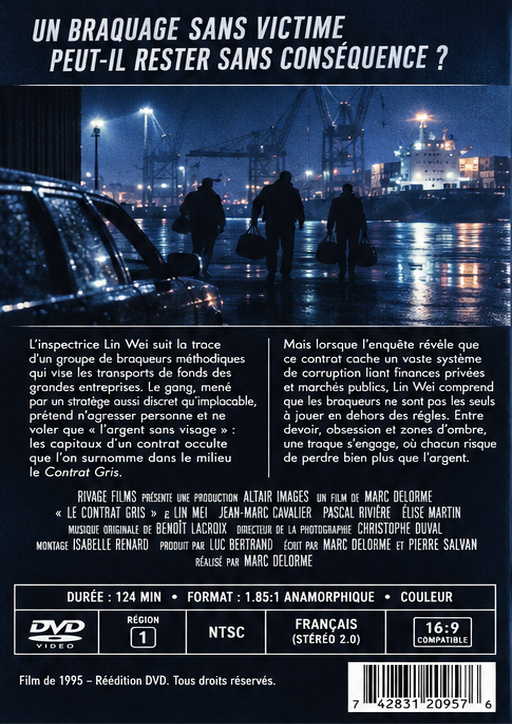 UN BRAQUAGE SANS VICTIME
PEUT-IL RESTER SANS CONSÉQUENCE ?
L'inspectrice Lin Wei suit la trace
d'un groupe de braqueurs méthodiques
qui vise les transports de fonds des
grandes entreprises. Le gang, mené
par un stratège aussi discret qu'implacable,
prétend n'agresser personne et ne
voler que « l'argent sans visage » :
les capitaux d'un contrat occulte
que l'on surnomme dans le milieu
le Contrat Gris.
Mais lorsque l'enquête révèle que
ce contrat cache un vaste système
de corruption liant finances privées
et marchés publics, Lin Wei comprend
que les braqueurs ne sont pas les seuls
à jouer en dehors des régles. Entre
devoir, obsession et zones d'ombre,
une traque s'engage, où chacun risque
de perdre bien plus que l'argent.
RIVAGE FILMS PRÉSENTE UNE PRODUCTION ALTAIR IMAGES UN FILM DE MARC DELORME
« LE CONTRAT GRIS » & LIN MEI JEAN-MARC CAVALIER PASCAL RIVIÈRE ÉLISE MARTIN
MUSIQUE ORIGINALE DE BENOÎT LACROIX DIRECTEUR DE LA PHOTOGRAPHIE CHRISTOPHE DUVAL
MONTAGE ISABELLE RENARD PRODUIT PAR LUC BERTRAND ÉCRIT PAR MARC DELORME ET PIERRE SALVAN
RÉALISÉ PAR MARC DELORME
DURÉE : 124 MIN • FORMAT : 1.85:1 ANAMORPHIQUE • COULEUR
DVD
VIDEO
RÉGION
1
NTSC
FRANÇAIS
(STÉRÉO 2.0)
16:9
COMPATIBLE
Film de 1995 – Réédition DVD. Tous droits réservés.
7 42831 20957 6